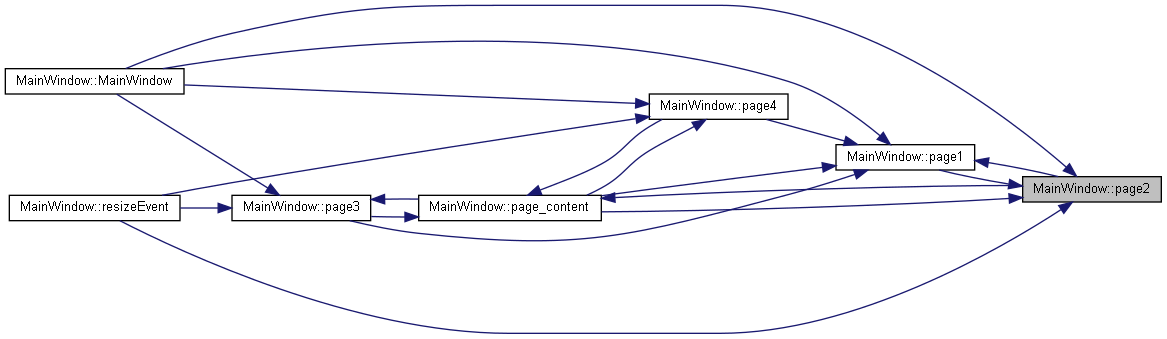 MainWindow::MainWindow
MainWindow::page4
MainWindow::page1
MainWindow::page2
MainWindow::resizeEvent
MainWindow::page3
MainWindow::page_content